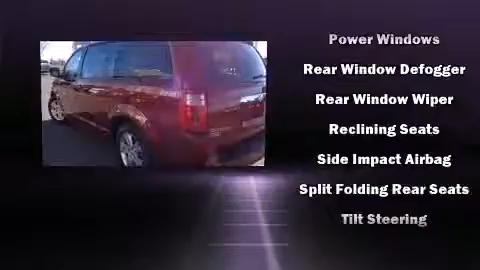 Power Windows
Rear Window Defogger
Rear Window Wiper
Reclining Seats
Side Impact Airbag
Split Folding Rear Seats
Tilt Steering